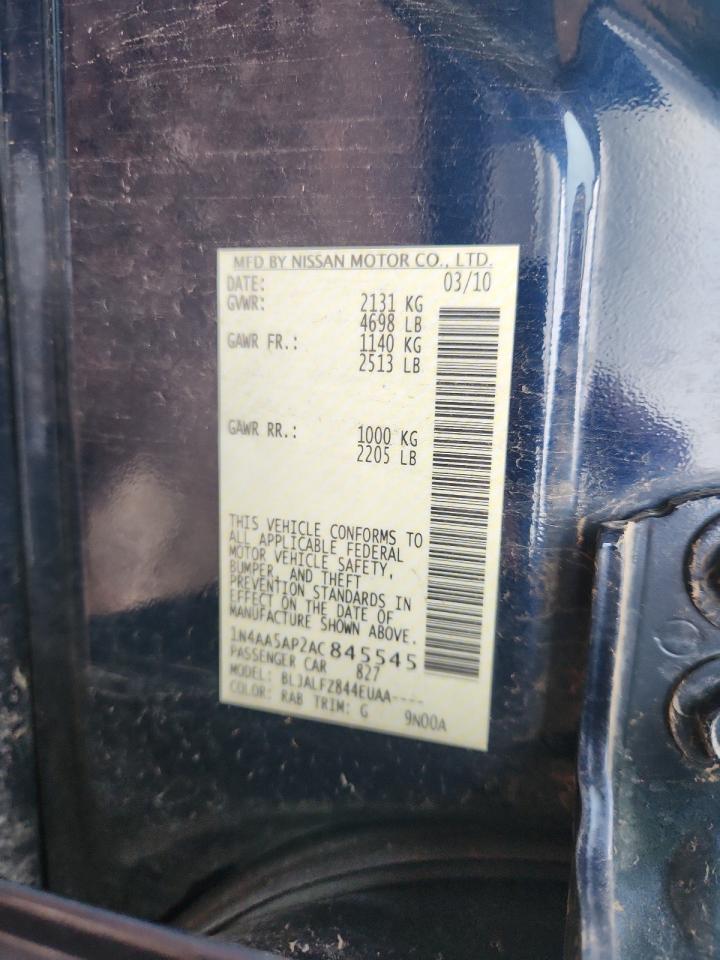 MFD BY NISSAN MOTOR CO., LTD.
DATE: 03/10
GVWR: 2131 KG
4698 LB
GAWR FR.: 1140 KG
2513 LB
GAWR RR.: 1000 KG
2205 LB
THIS VEHICLE CONFORMS TO
ALL APPLICABLE FEDERAL
MOTOR VEHICLE SAFETY,
BUMPER, AND THEFT
PREVENTION STANDARDS IN
EFFECT ON THE DATE OF
MANUFACTURE SHOWN ABOVE.
1N4AA5AP2AC845545
PASSENGER CAR 827
MODEL: BLJALFZ844EUAA----
COLOR: RAB TRIM: G 9N00A